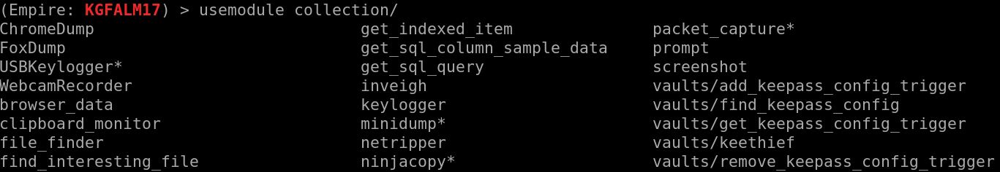 (Empire: KGFALM17) > usemodule collection/
ChromeDump get_indexed_item packet_capture*
FoxDump get_sql_column_sample_data prompt
USBKeylogger* get_sql_query screenshot
WebcamRecorder inveigh vaults/add_keepass_config_trigger
browser_data keylogger vaults/find_keepass_config
clipboard_monitor minidump* vaults/get_keepass_config_trigger
file_finder netripper vaults/keethief
find_interesting_file ninjacopy* vaults/remove_keepass_config_trigger